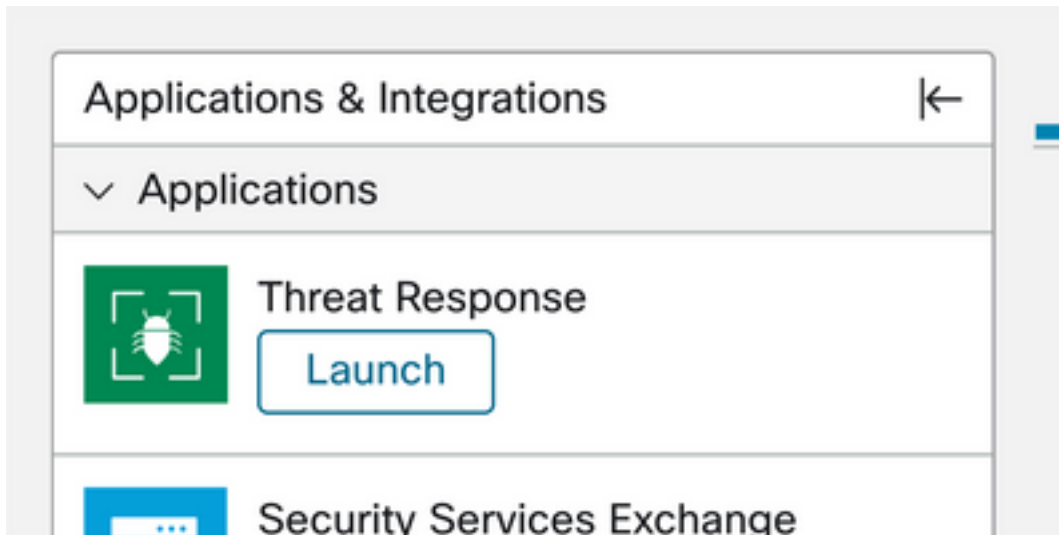 Applications & Integrations
Applications
Threat Response
Launch
Security Services Exchange